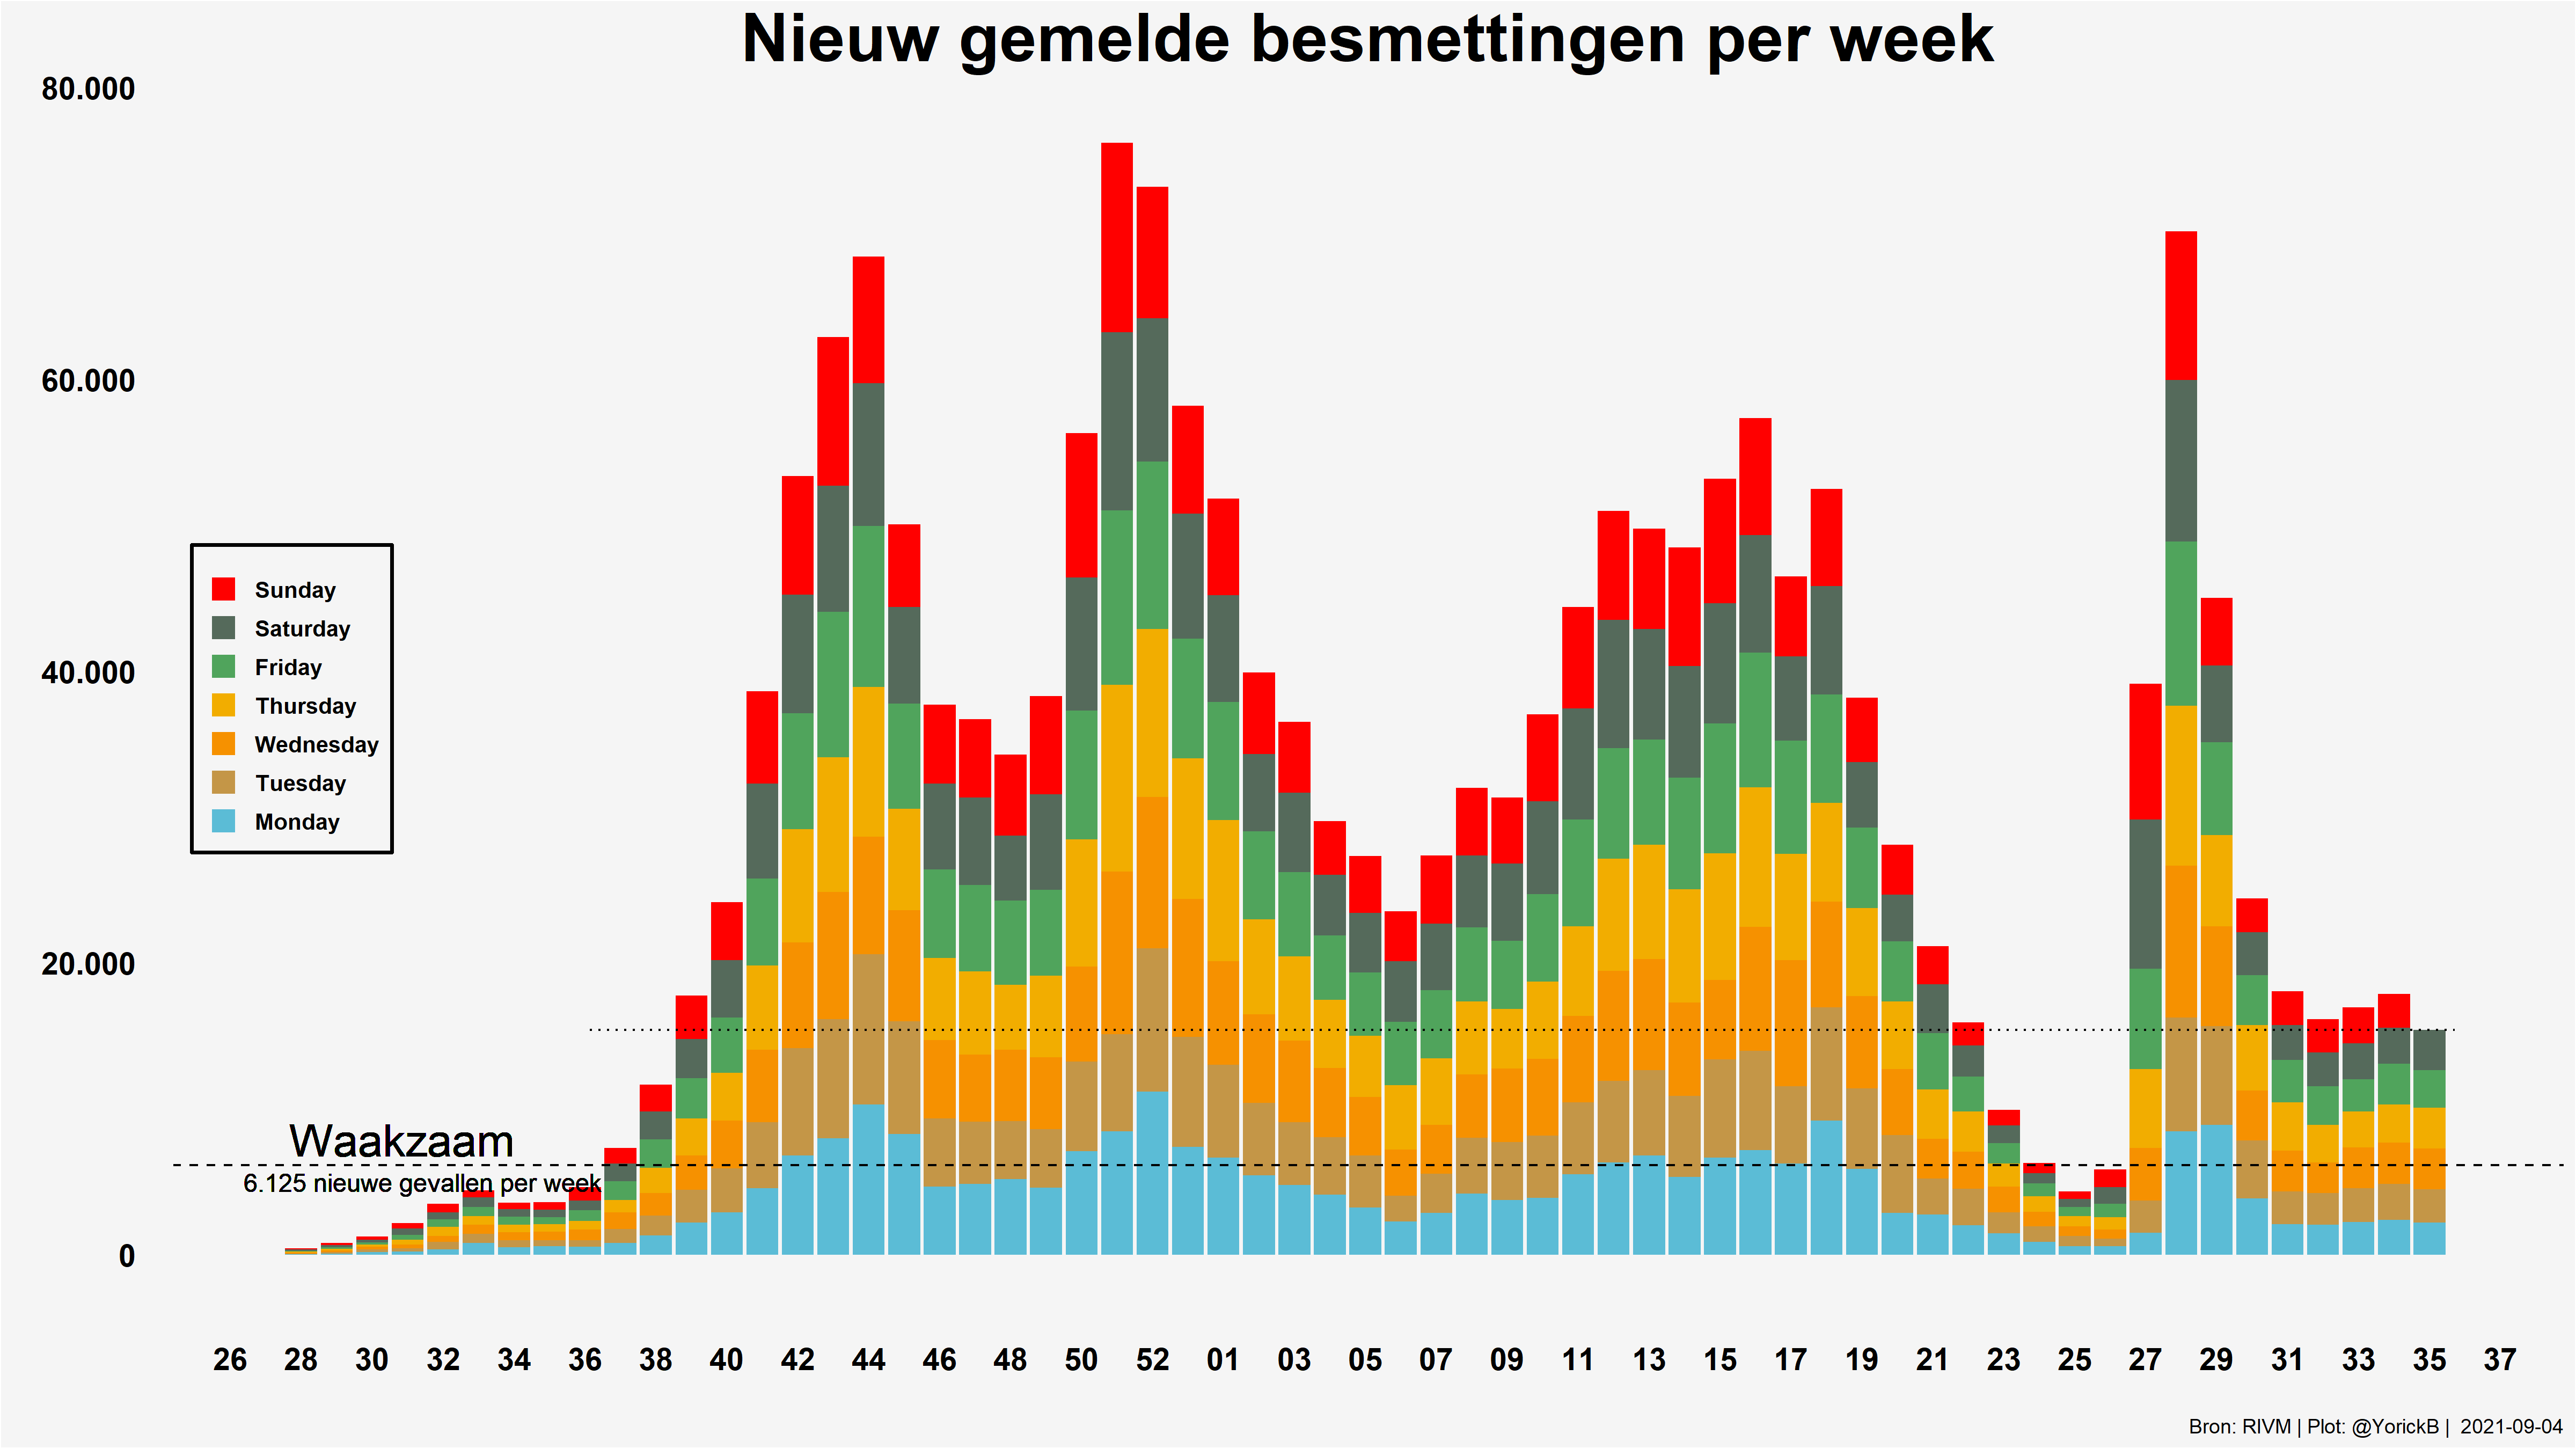 Nieuw gemelde besmettingen per week
80.000
60.000
40.000
20.000
0
Sunday
Saturday
Friday
Thursday
Wednesday
Tuesday
Monday
Waakzaam
6.125 nieuwe gevallen per week
26 28 30 32 34 36 38 40 42 44 46 48 50 52 01 03 05 07 09 11 13 15 17 19 21 23 25 27 29 31 33 35 37
Bron: RIVM | Plot: @YorickB | 2021-09-04